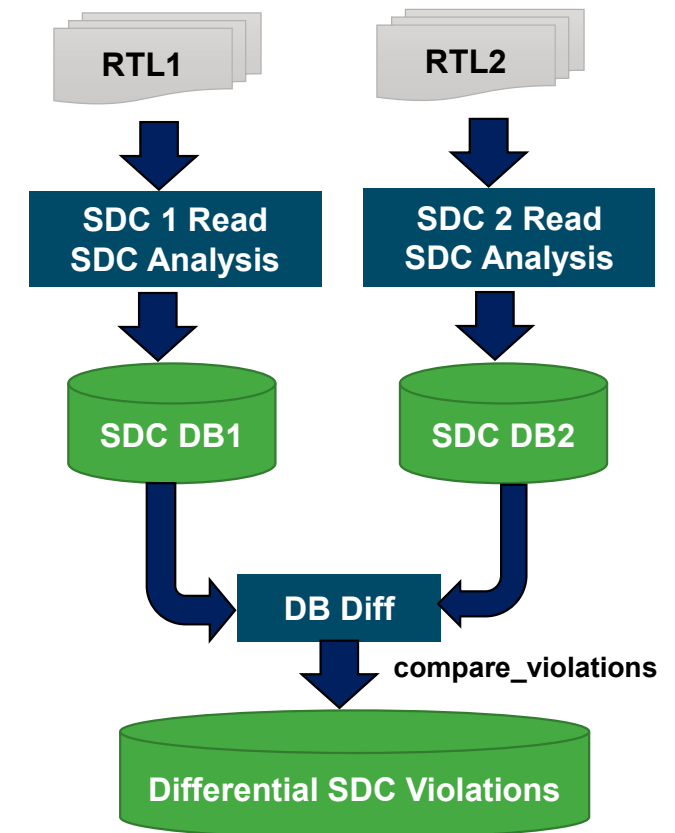 RTL1
RTL2
SDC 1 Read
SDC Analysis
SDC 2 Read
SDC Analysis
SDC DB1
SDC DB2
DB Diff
compare_violations
Differential SDC Violations